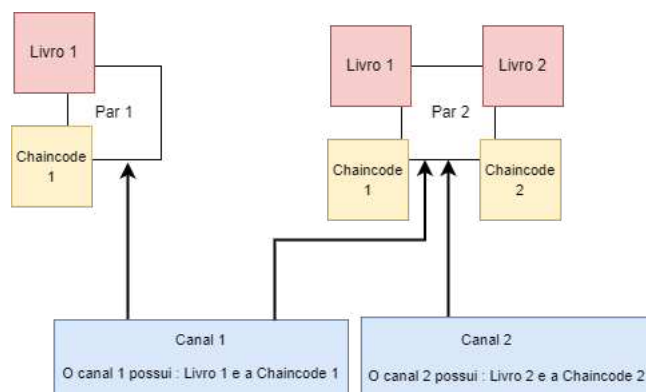 Livro 1
Par 1
Chaincode
1
Livro 1
Livro 2
Par 2
Chaincode
1
Chaincode
2
Canal 1
O canal 1 possui : Livro 1 e a Chaincode 1
Canal 2
O canal 2 possui : Livro 2 e a Chaincode 2